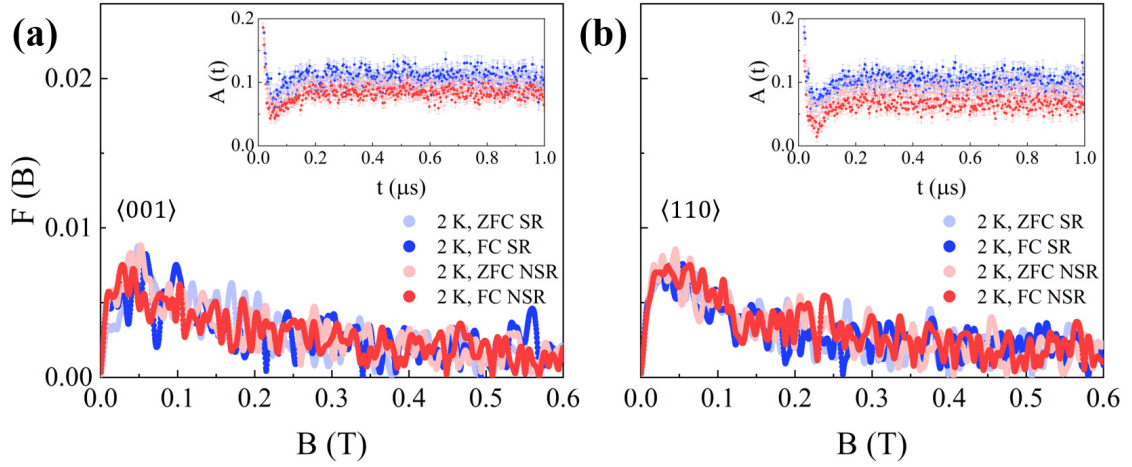 (a)
0.2
0.1
0.0
A (t)
0.0 0.2 0.4 0.6 0.8 1.0
t (μs)
0.02
0.01
0.00
F (B)
⟨001⟩
2 K, ZFC SR
2 K, FC SR
2 K, ZFC NSR
2 K, FC NSR
0.0 0.1 0.2 0.3 0.4 0.5 0.6
B (T)
(b)
0.2
0.1
0.0
A (t)
0.0 0.2 0.4 0.6 0.8 1.0
t (μs)
⟨110⟩
2 K, ZFC SR
2 K, FC SR
2 K, ZFC NSR
2 K, FC NSR
0.0 0.1 0.2 0.3 0.4 0.5 0.6
B (T)